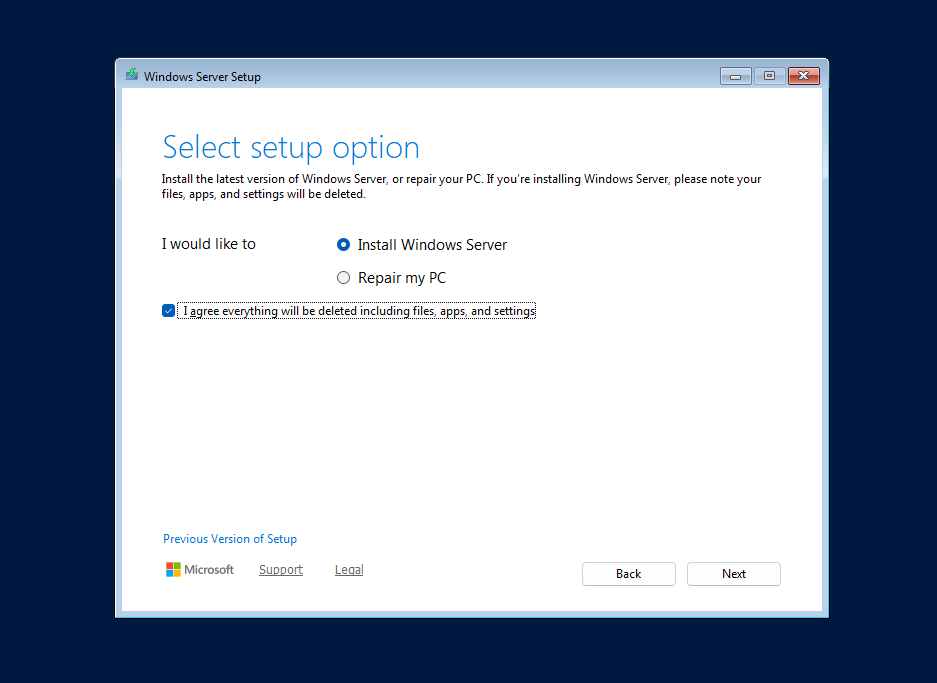 Windows Server Setup
Select setup option
Install the latest version of Windows Server, or repair your PC. If you're installing Windows Server, please note your
files, apps, and settings will be deleted.
I would like to
Install Windows Server
Repair my PC
I agree everything will be deleted including files, apps, and settings
Previous Version of Setup
Microsoft
Support
Legal
Back
Next